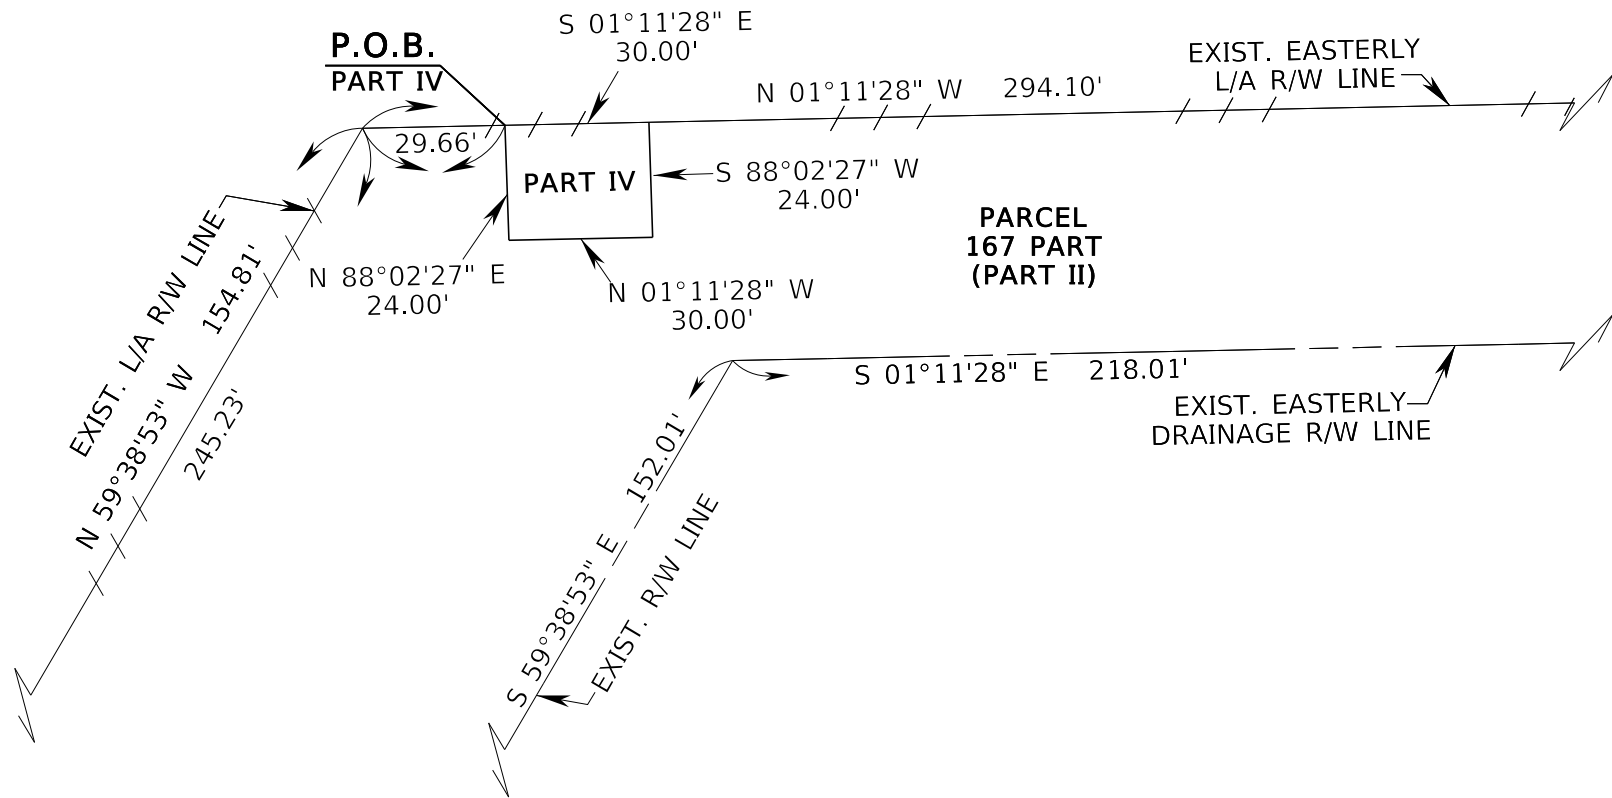 S 01°11'28" E
30.00'
P.O.B.
PART IV
EXIST. EASTERLY
L/A R/W LINE
N 01°11'28" W 294.10'
29.66'
PART IV
S 88°02'27" W
24.00'
PARCEL
167 PART
(PART II)
N 88°02'27" E
24.00'
N 01°11'28" W
30.00'
EXIST. L/A R/W LINE
N 59°38'53" W 154.81'
245.23'
S 01°11'28" E 218.01'
EXIST. EASTERLY
DRAINAGE R/W LINE
S 59°38'53" E 152.01'
EXIST. R/W LINE